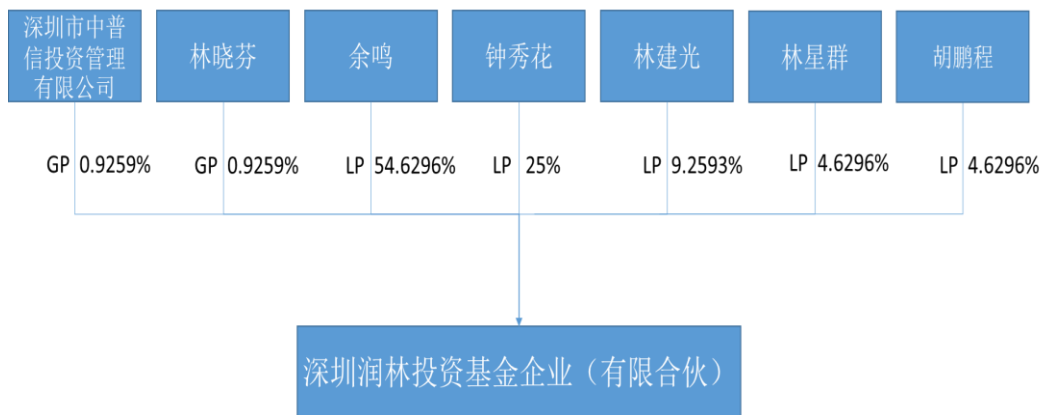 深圳市中普
信投资管理
有限公司
林晓芬
余鸣
钟秀花
林建光
林星群
胡鹏程
GP 0.9259%
GP 0.9259%
LP 54.6296%
LP 25%
LP 9.2593%
LP 4.6296%
LP 4.6296%
深圳润林投资基金企业（有限合伙）